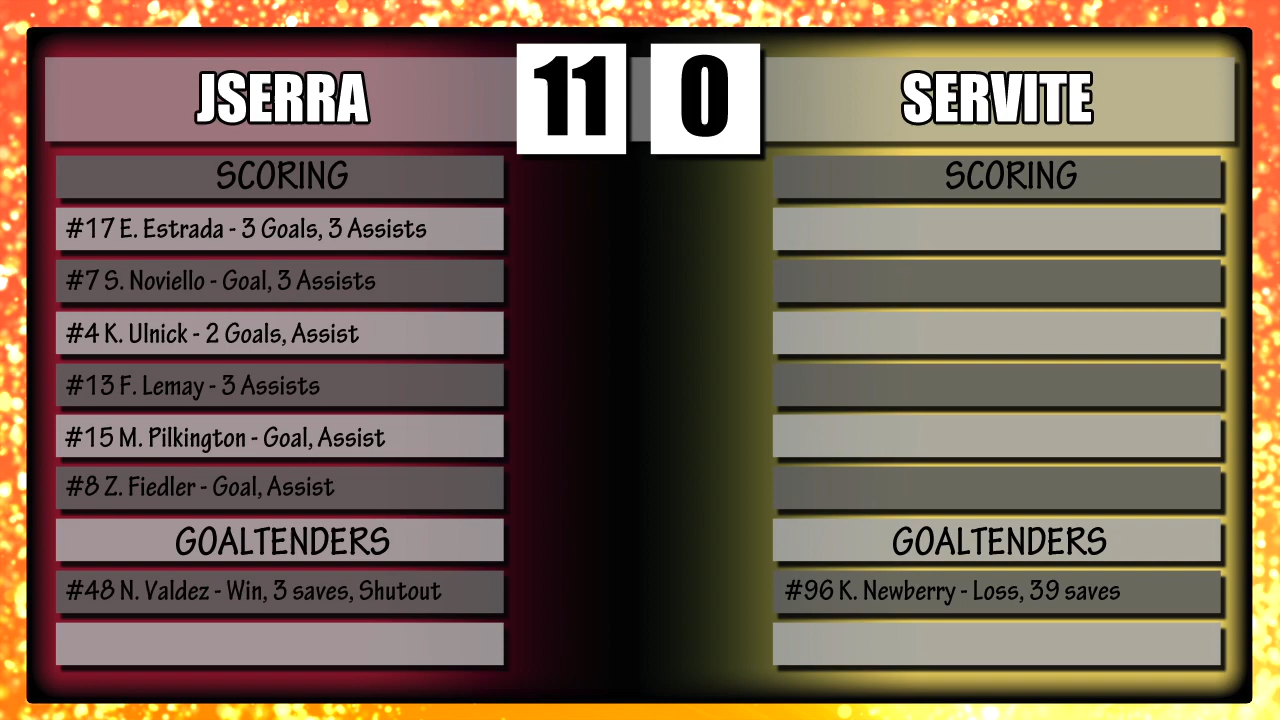 JSERRA
11
0
SERVITE
SCORING
#17 E. Estrada - 3 Goals, 3 Assists
#7 S. Noviello - Goal, 3 Assists
#4 K. Ulnick - 2 Goals, Assist
#13 F. Lemay - 3 Assists
#15 M. Pilkington - Goal, Assist
#8 Z. Fiedler - Goal, Assist
GOALTENDERS
#48 N. Valdez - Win, 3 saves, Shutout
SCORING
GOALTENDERS
#96 K. Newberry - Loss, 39 saves